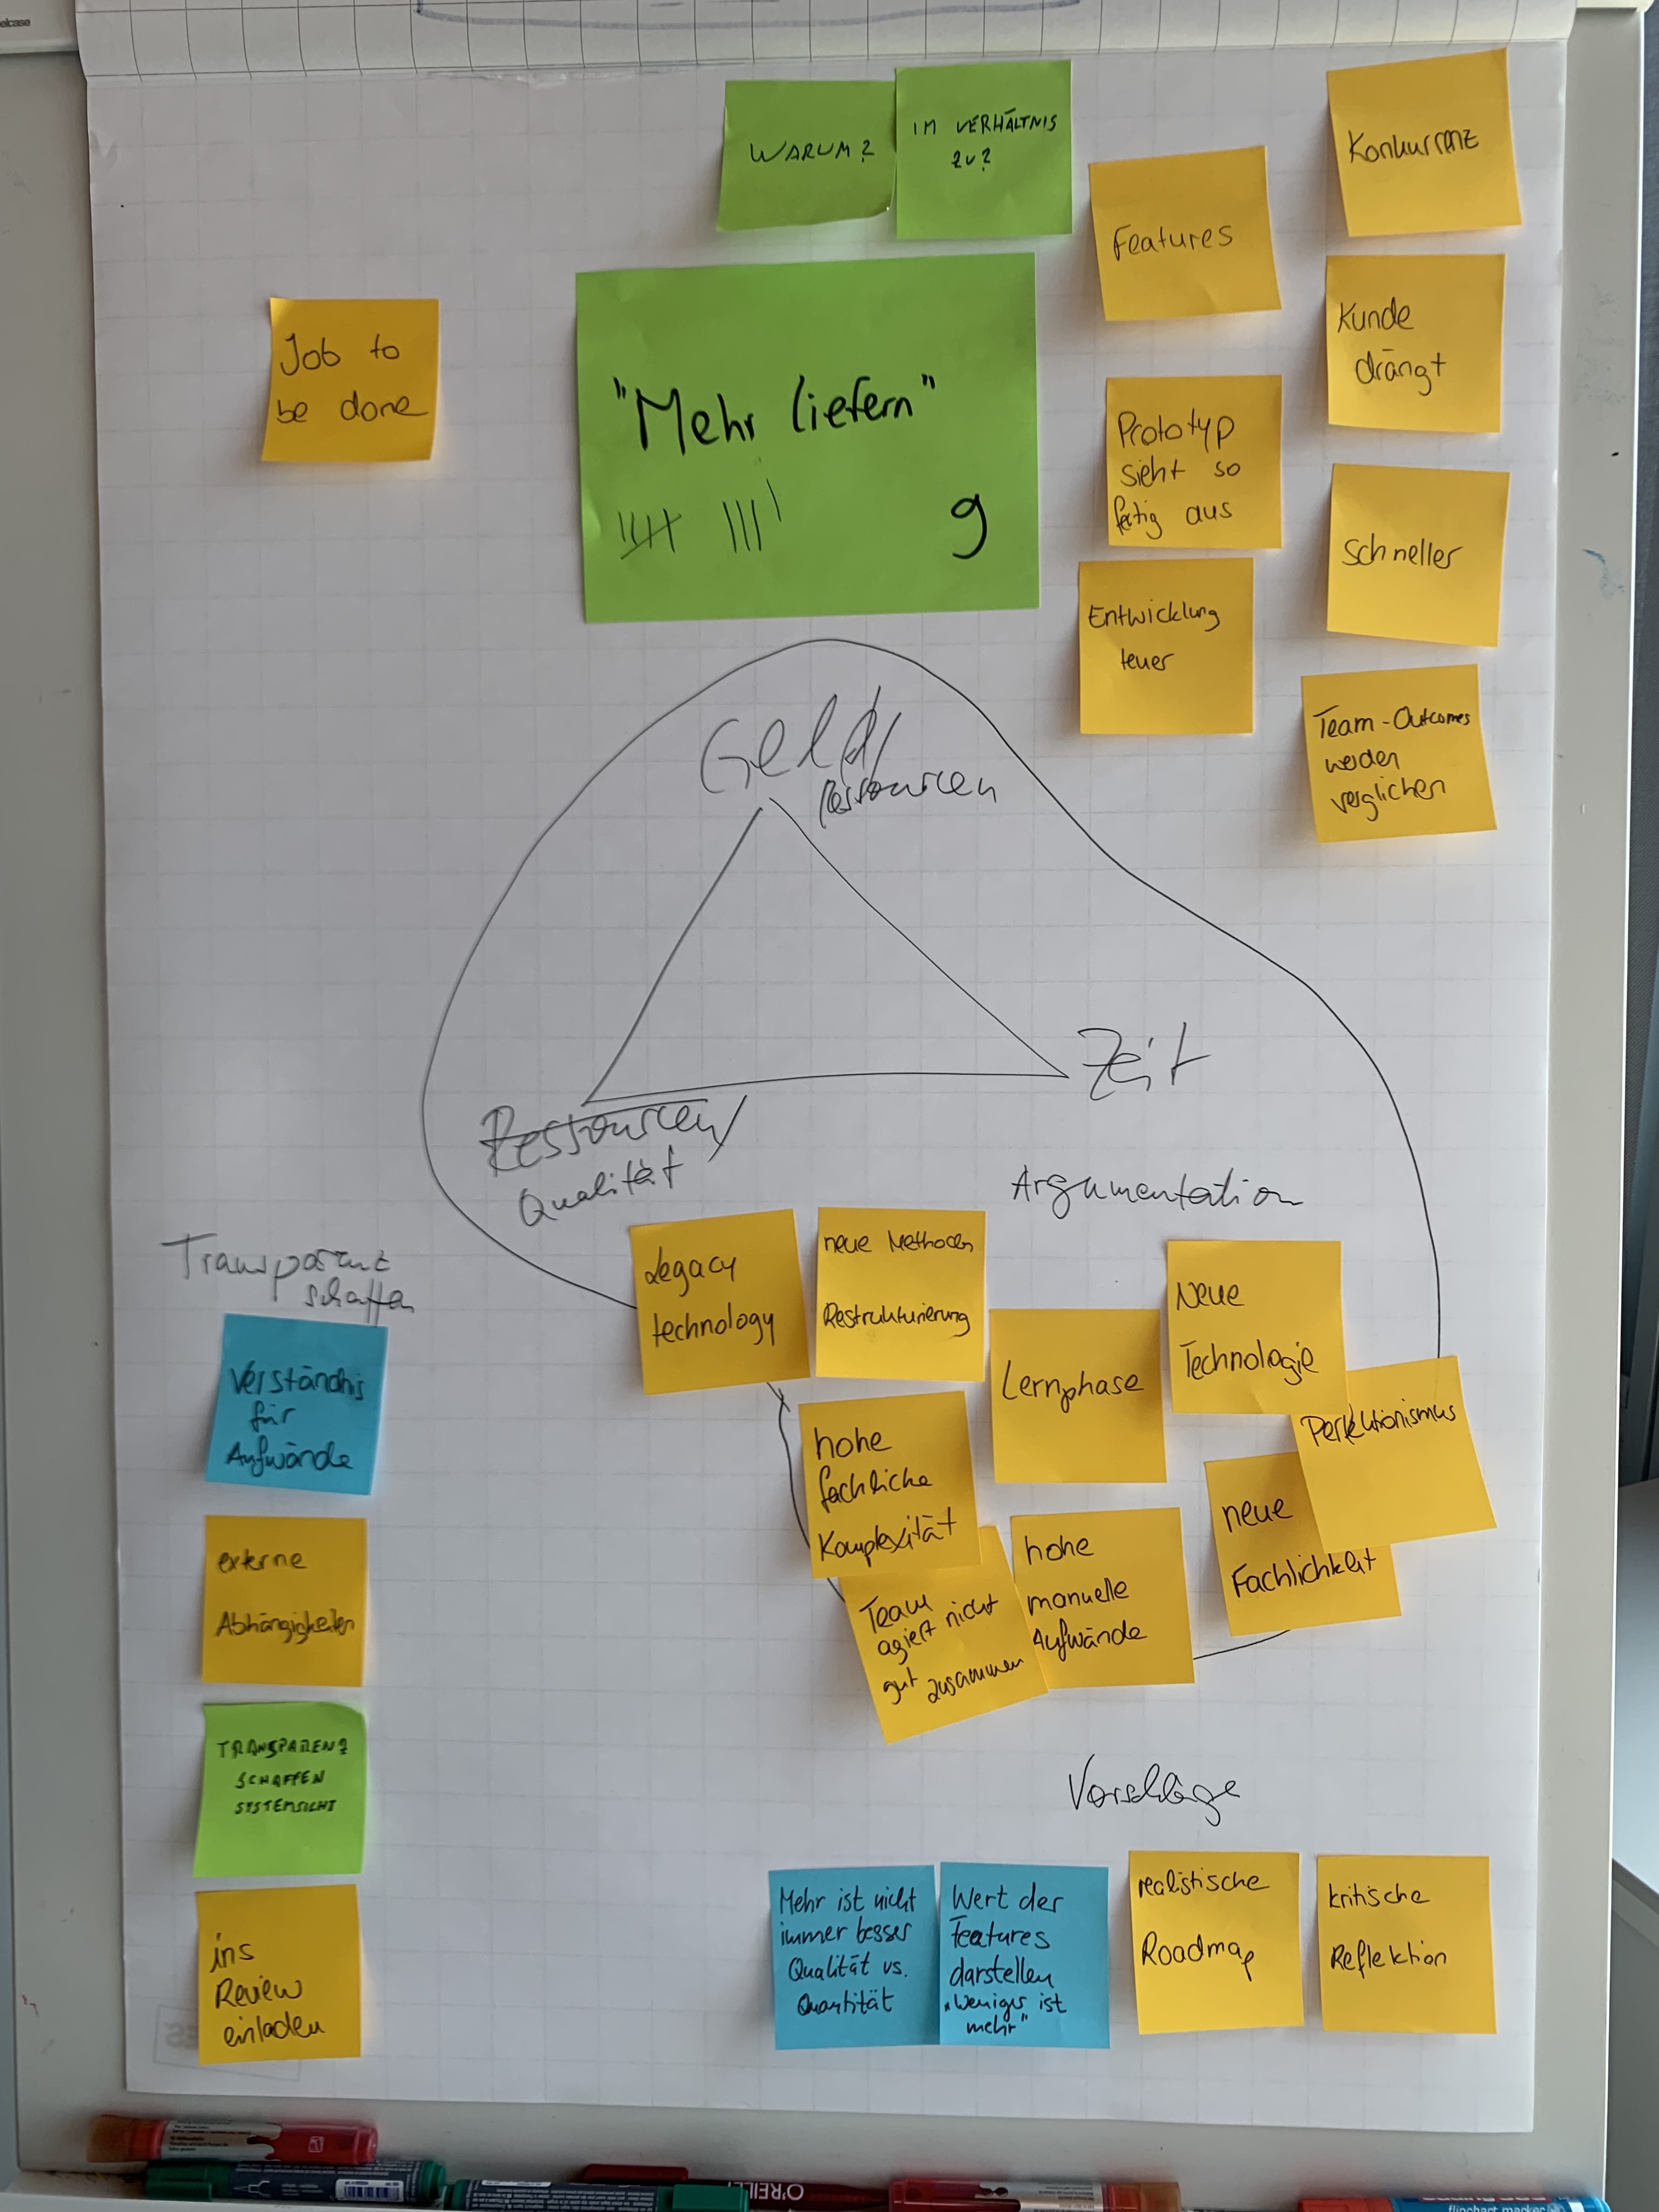 WARUM?
IM VERHÄLTNIS
ZU?
Konkurrenz
Features
Job to
be done
"Mehr liefern"
9
Kunde
drängt
Prototyp
sieht so
fertig aus
Schneller
Entwicklung
teuer
Team-Outcomes
werden
verglichen
Geld/
Ressourcen
Zeit
Ressourcen/
Qualität
Argumentation
Transparent
schaffen
Legacy
technology
neue Methoden
Restrukturierung
Neue
Technologie
Lernphase
Perfektionismus
Verständnis
für
Aufwände
hohe
fachliche
Komplexität
neue
Fachlichkeit
hohe
manuelle
Aufwände
Team
agiert nicht
gut zusammen
externe
Abhängigkeiten
TRANSPARENZ
SCHAFFEN
SYSTEMSICHT
Vorschläge
ins
Review
einladen
Mehr ist nicht
immer besser
Qualität vs.
Quantität
Wert der
Features
darstellen
"Weniger ist
mehr"
realistische
Roadmap
kritische
Reflektion
O'REILLY
flipchart marker